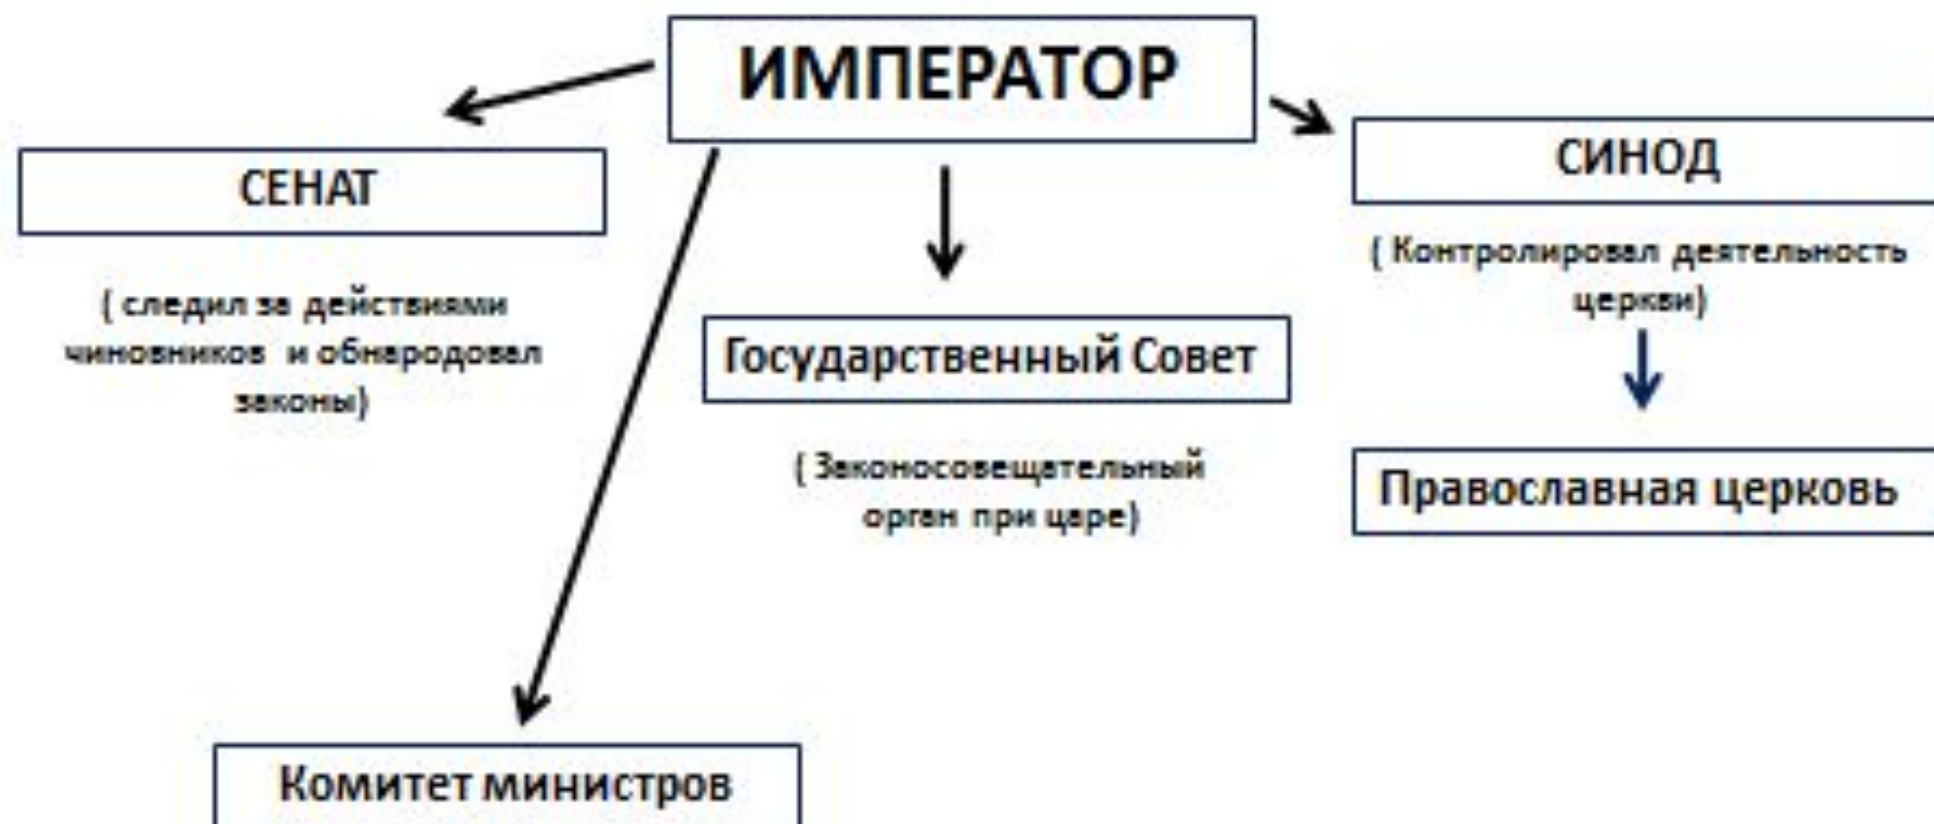 ИМПЕРАТОР
СЕНАТ
( следил за действиями
чиновников и обнародовал
законы)
Государственный Совет
( Законосовещательный
орган при царе)
СИНОД
( Контролировал деятельность
церкви)
Православная церковь
Комитет министров